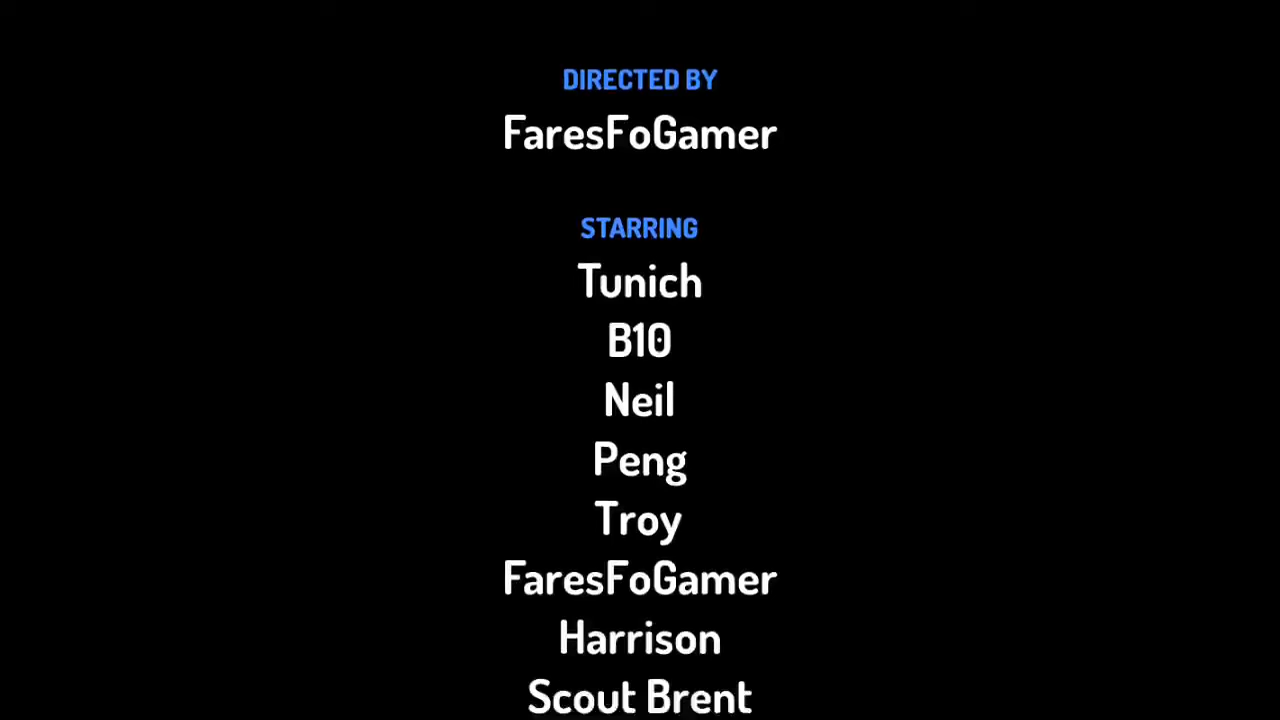 DIRECTED BY
FaresFoGamer
STARRING
Tunich
B10
Neil
Peng
Troy
FaresFoGamer
Harrison
Scout Brent